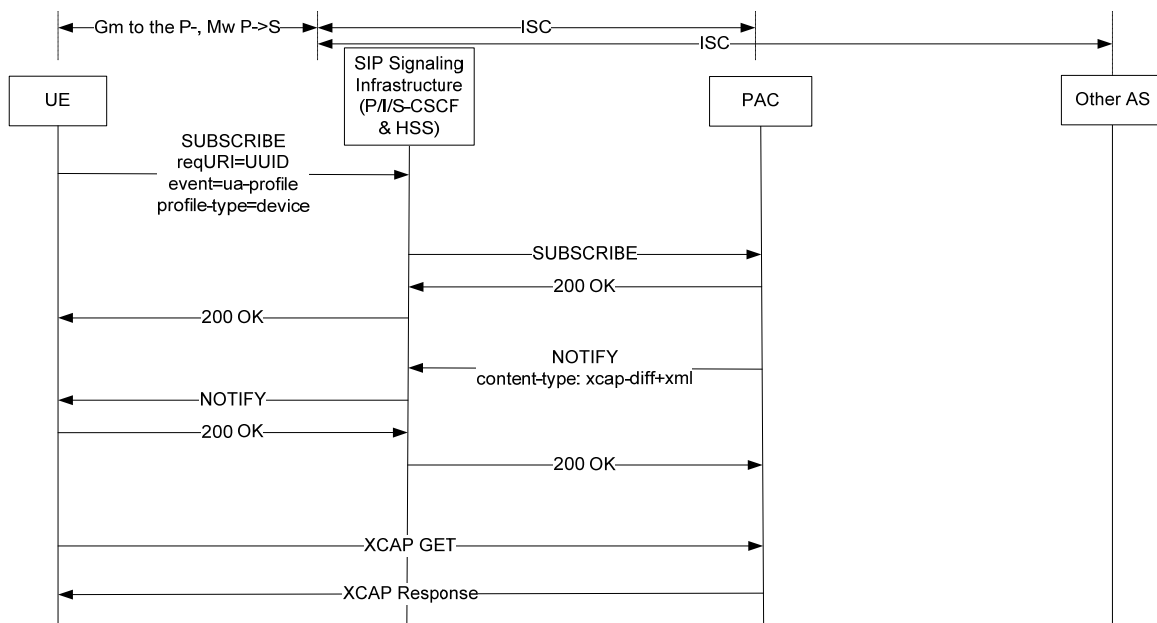 Gm to the P-, Mw P->S
ISC
ISC
UE
SIP Signaling
Infrastructure
(P/I/S-CSCF
& HSS)
PAC
Other AS
SUBSCRIBE
reqURI=UUID
event=ua-profile
profile-type=device
SUBSCRIBE
200 OK
200 OK
NOTIFY
content-type: xcap-diff+xml
NOTIFY
200 OK
200 OK
XCAP GET
XCAP Response